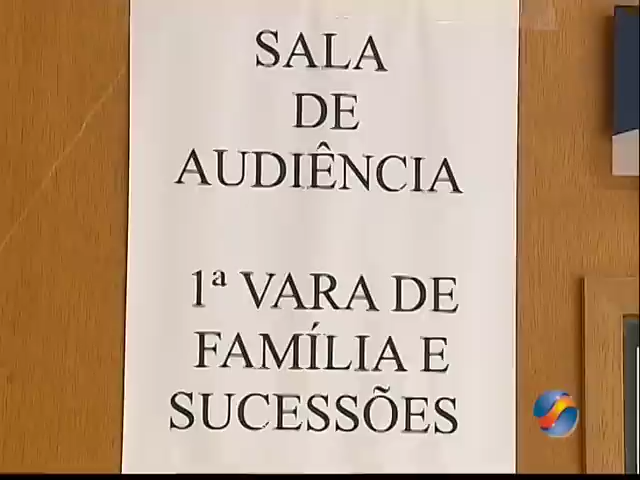 SALA
DE
AUDIÊNCIA
1ª VARA DE
FAMÍLIA E
SUCESSÕES